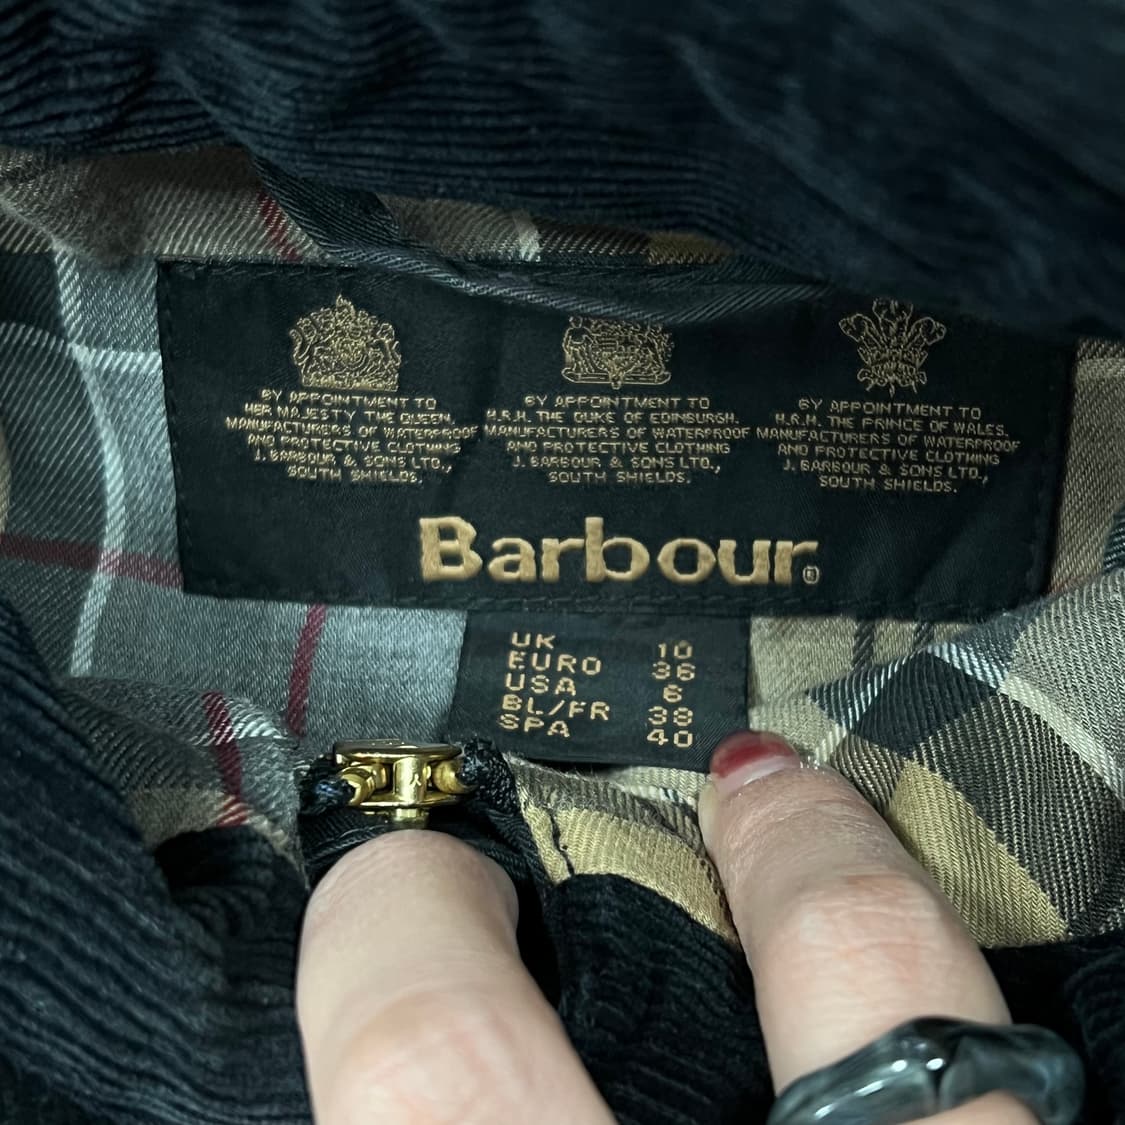 BY APPOINTMENT TO
HER MAJESTY THE QUEEN,
MANUFACTURERS OF WATERPROOF
AND PROTECTIVE CLOTHING
J. BARBOUR & SONS LTD.,
SOUTH SHIELDS.
BY APPOINTMENT TO
H.R.H. THE DUKE OF EDINBURGH.
MANUFACTURERS OF WATERPROOF
AND PROTECTIVE CLOTHING
J. BARBOUR & SONS LTD.,
SOUTH SHIELDS.
BY APPOINTMENT TO
H.R.H. THE PRINCE OF WALES.
MANUFACTURERS OF WATERPROOF
AND PROTECTIVE CLOTHING
J. BARBOUR & SONS LTD.,
SOUTH SHIELDS.
Barbour®
UK 10
EURO 36
USA 6
BL/FR 38
SPA 40